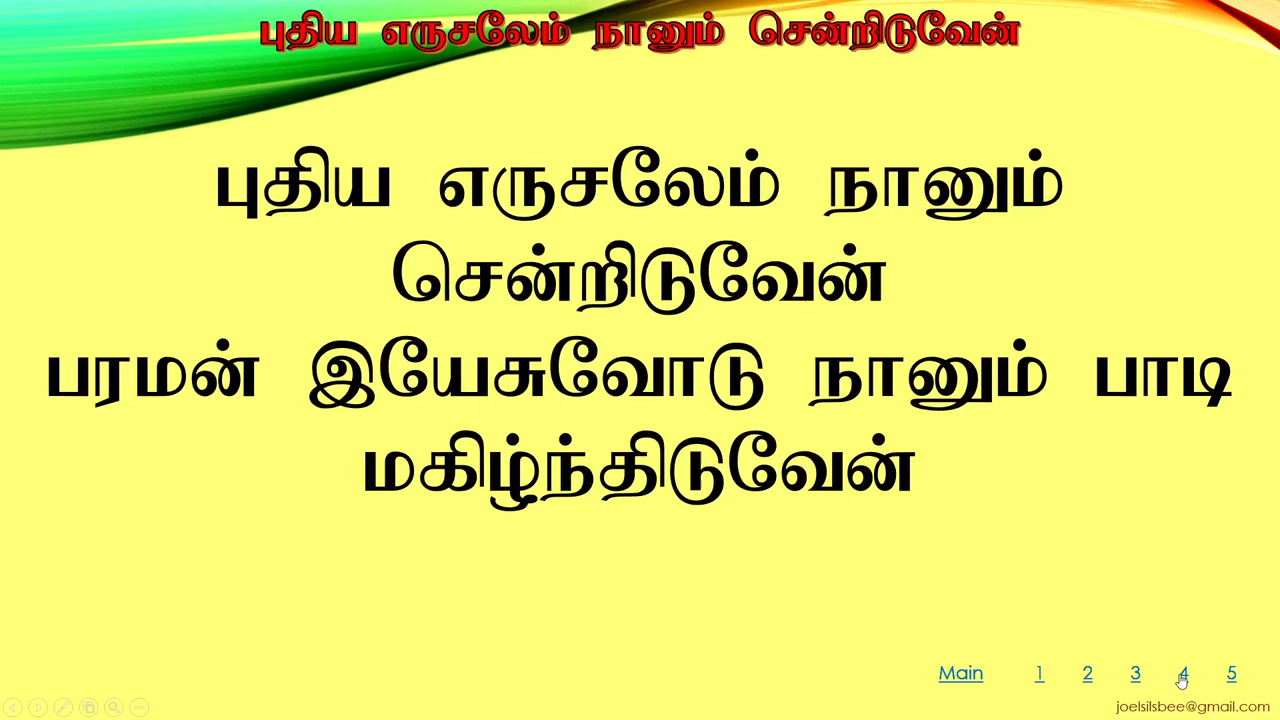 புதிய எருசலேம் நானும் சென்றிடுவேன்
புதிய எருசலேம் நானும்
சென்றிடுவேன்
பரமன் இயேசுவோடு நானும் பாடி
மகிழ்ந்திடுவேன்
Main 1 2 3 4 5
joelsilsbee@gmail.com